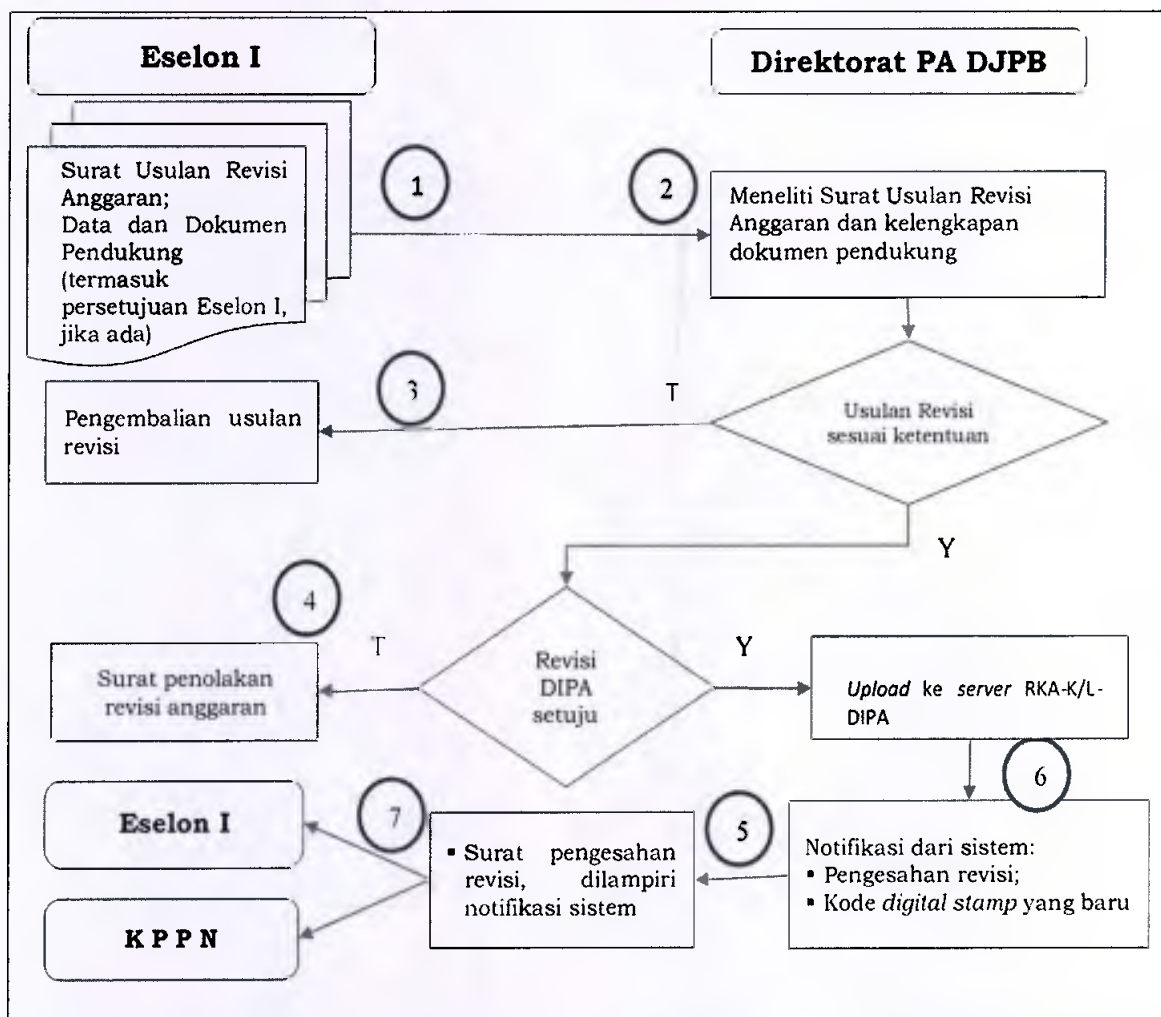 Eselon I
Direktorat PA DJPB
Surat Usulan Revisi
Anggaran;
Data dan Dokumen
Pendukung
(termasuk
persetujuan Eselon I,
jika ada)
1
2
Meneliti Surat Usulan Revisi
Anggaran dan kelengkapan
dokumen pendukung
3
T
Pengembalian usulan
revisi
Usulan Revisi
sesuai ketentuan
Y
4
T
Surat penolakan
revisi anggaran
Revisi
DIPA
setuju
Y
Upload ke server RKA-K/L-
DIPA
6
Eselon I
7
▪ Surat pengesahan
revisi, dilampiri
notifikasi sistem
5
Notifikasi dari sistem:
▪ Pengesahan revisi;
▪ Kode digital stamp yang baru
K P P N